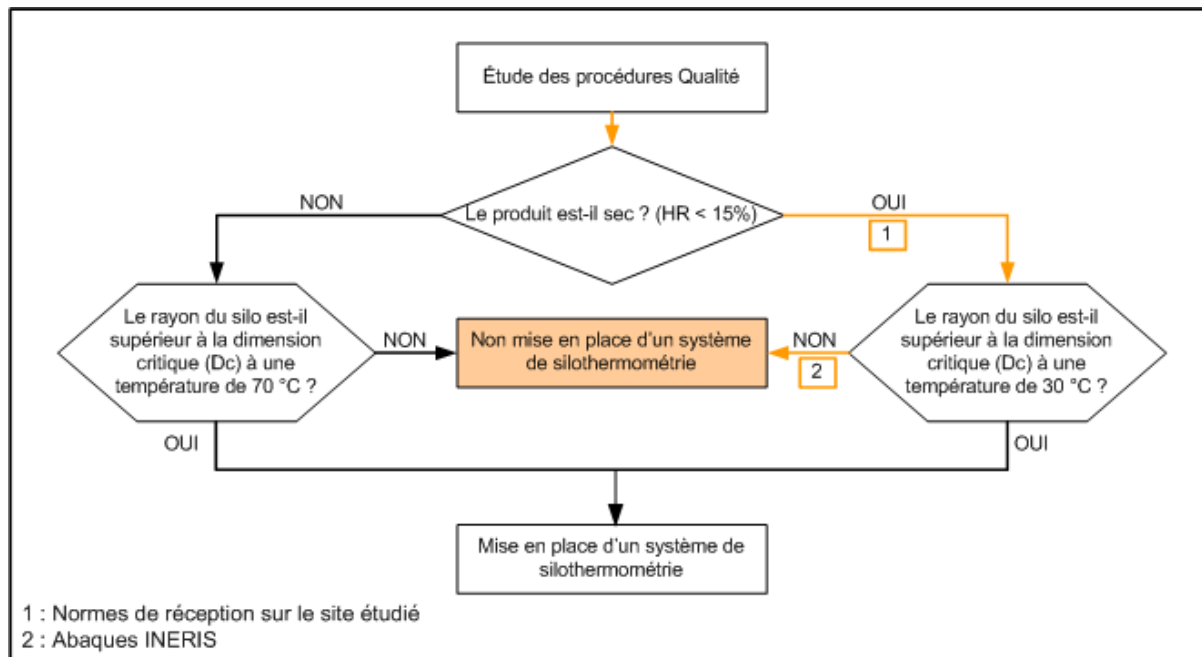 Étude des procédures Qualité
NON
Le produit est-il sec ? (HR < 15%)
OUI
1
Le rayon du silo est-il
supérieur à la dimension
critique (Dc) à une
température de 70 °C ?
NON
Non mise en place d'un système
de silothermométrie
NON
2
Le rayon du silo est-il
supérieur à la dimension
critique (Dc) à une
température de 30 °C ?
OUI
OUI
Mise en place d'un système de
silothermométrie
1 : Normes de réception sur le site étudié
2 : Abaques INERIS